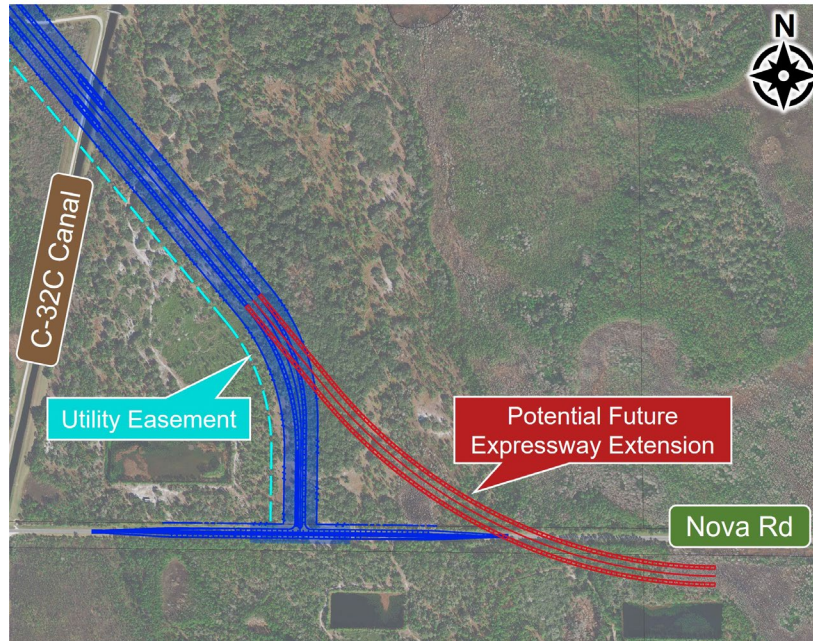 N
C-32C Canal
Utility Easement
Potential Future
Expressway Extension
Nova Rd